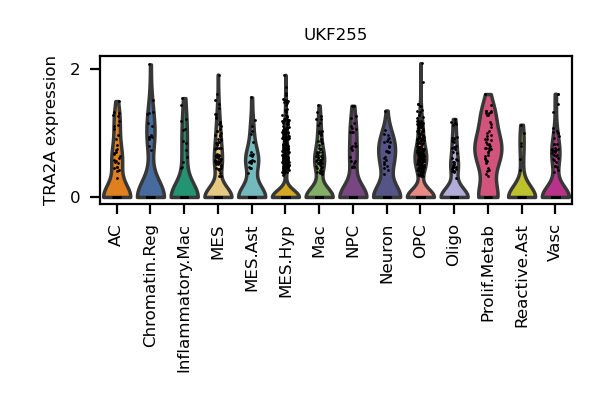 UKF255
TRA2A expression
2
0
AC
Chromatin.Reg
Inflammatory.Mac
MES
MES.Ast
MES.Hyp
Mac
NPC
Neuron
OPC
Oligo
Prolif.Metab
Reactive.Ast
Vasc